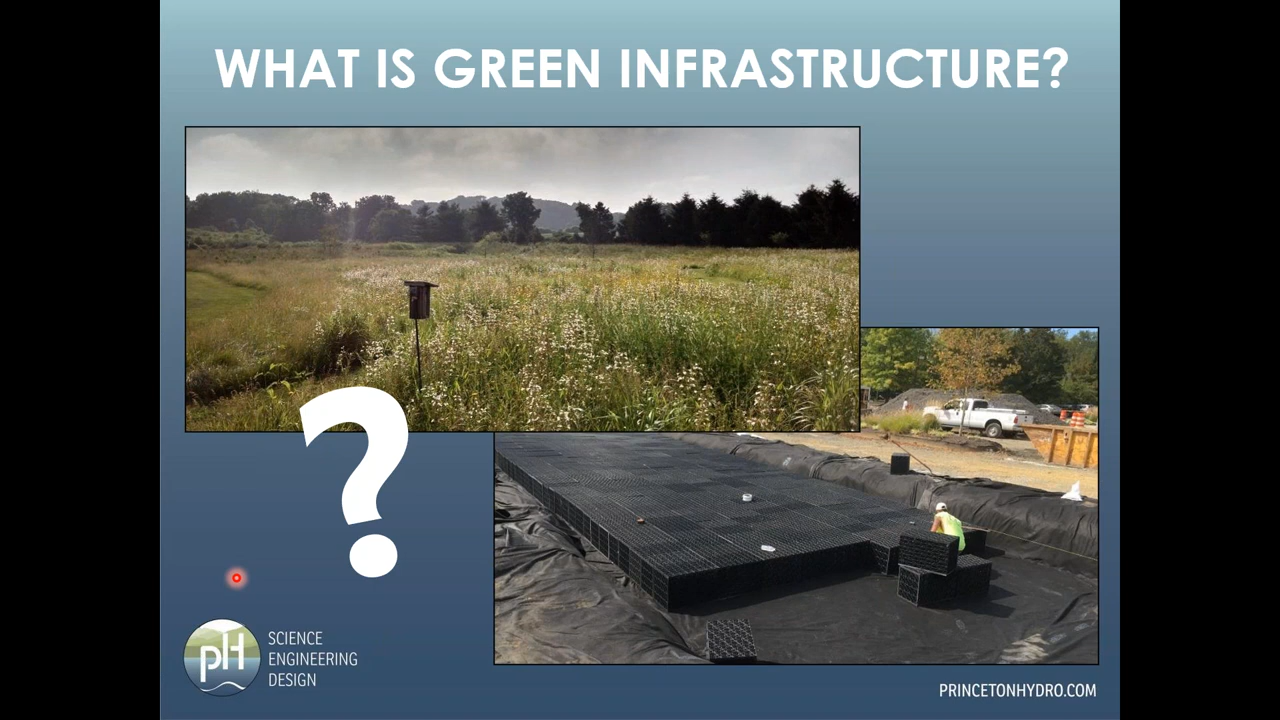 WHAT IS GREEN INFRASTRUCTURE?
?
pH
SCIENCE
ENGINEERING
DESIGN
PRINCETONHYDRO.COM